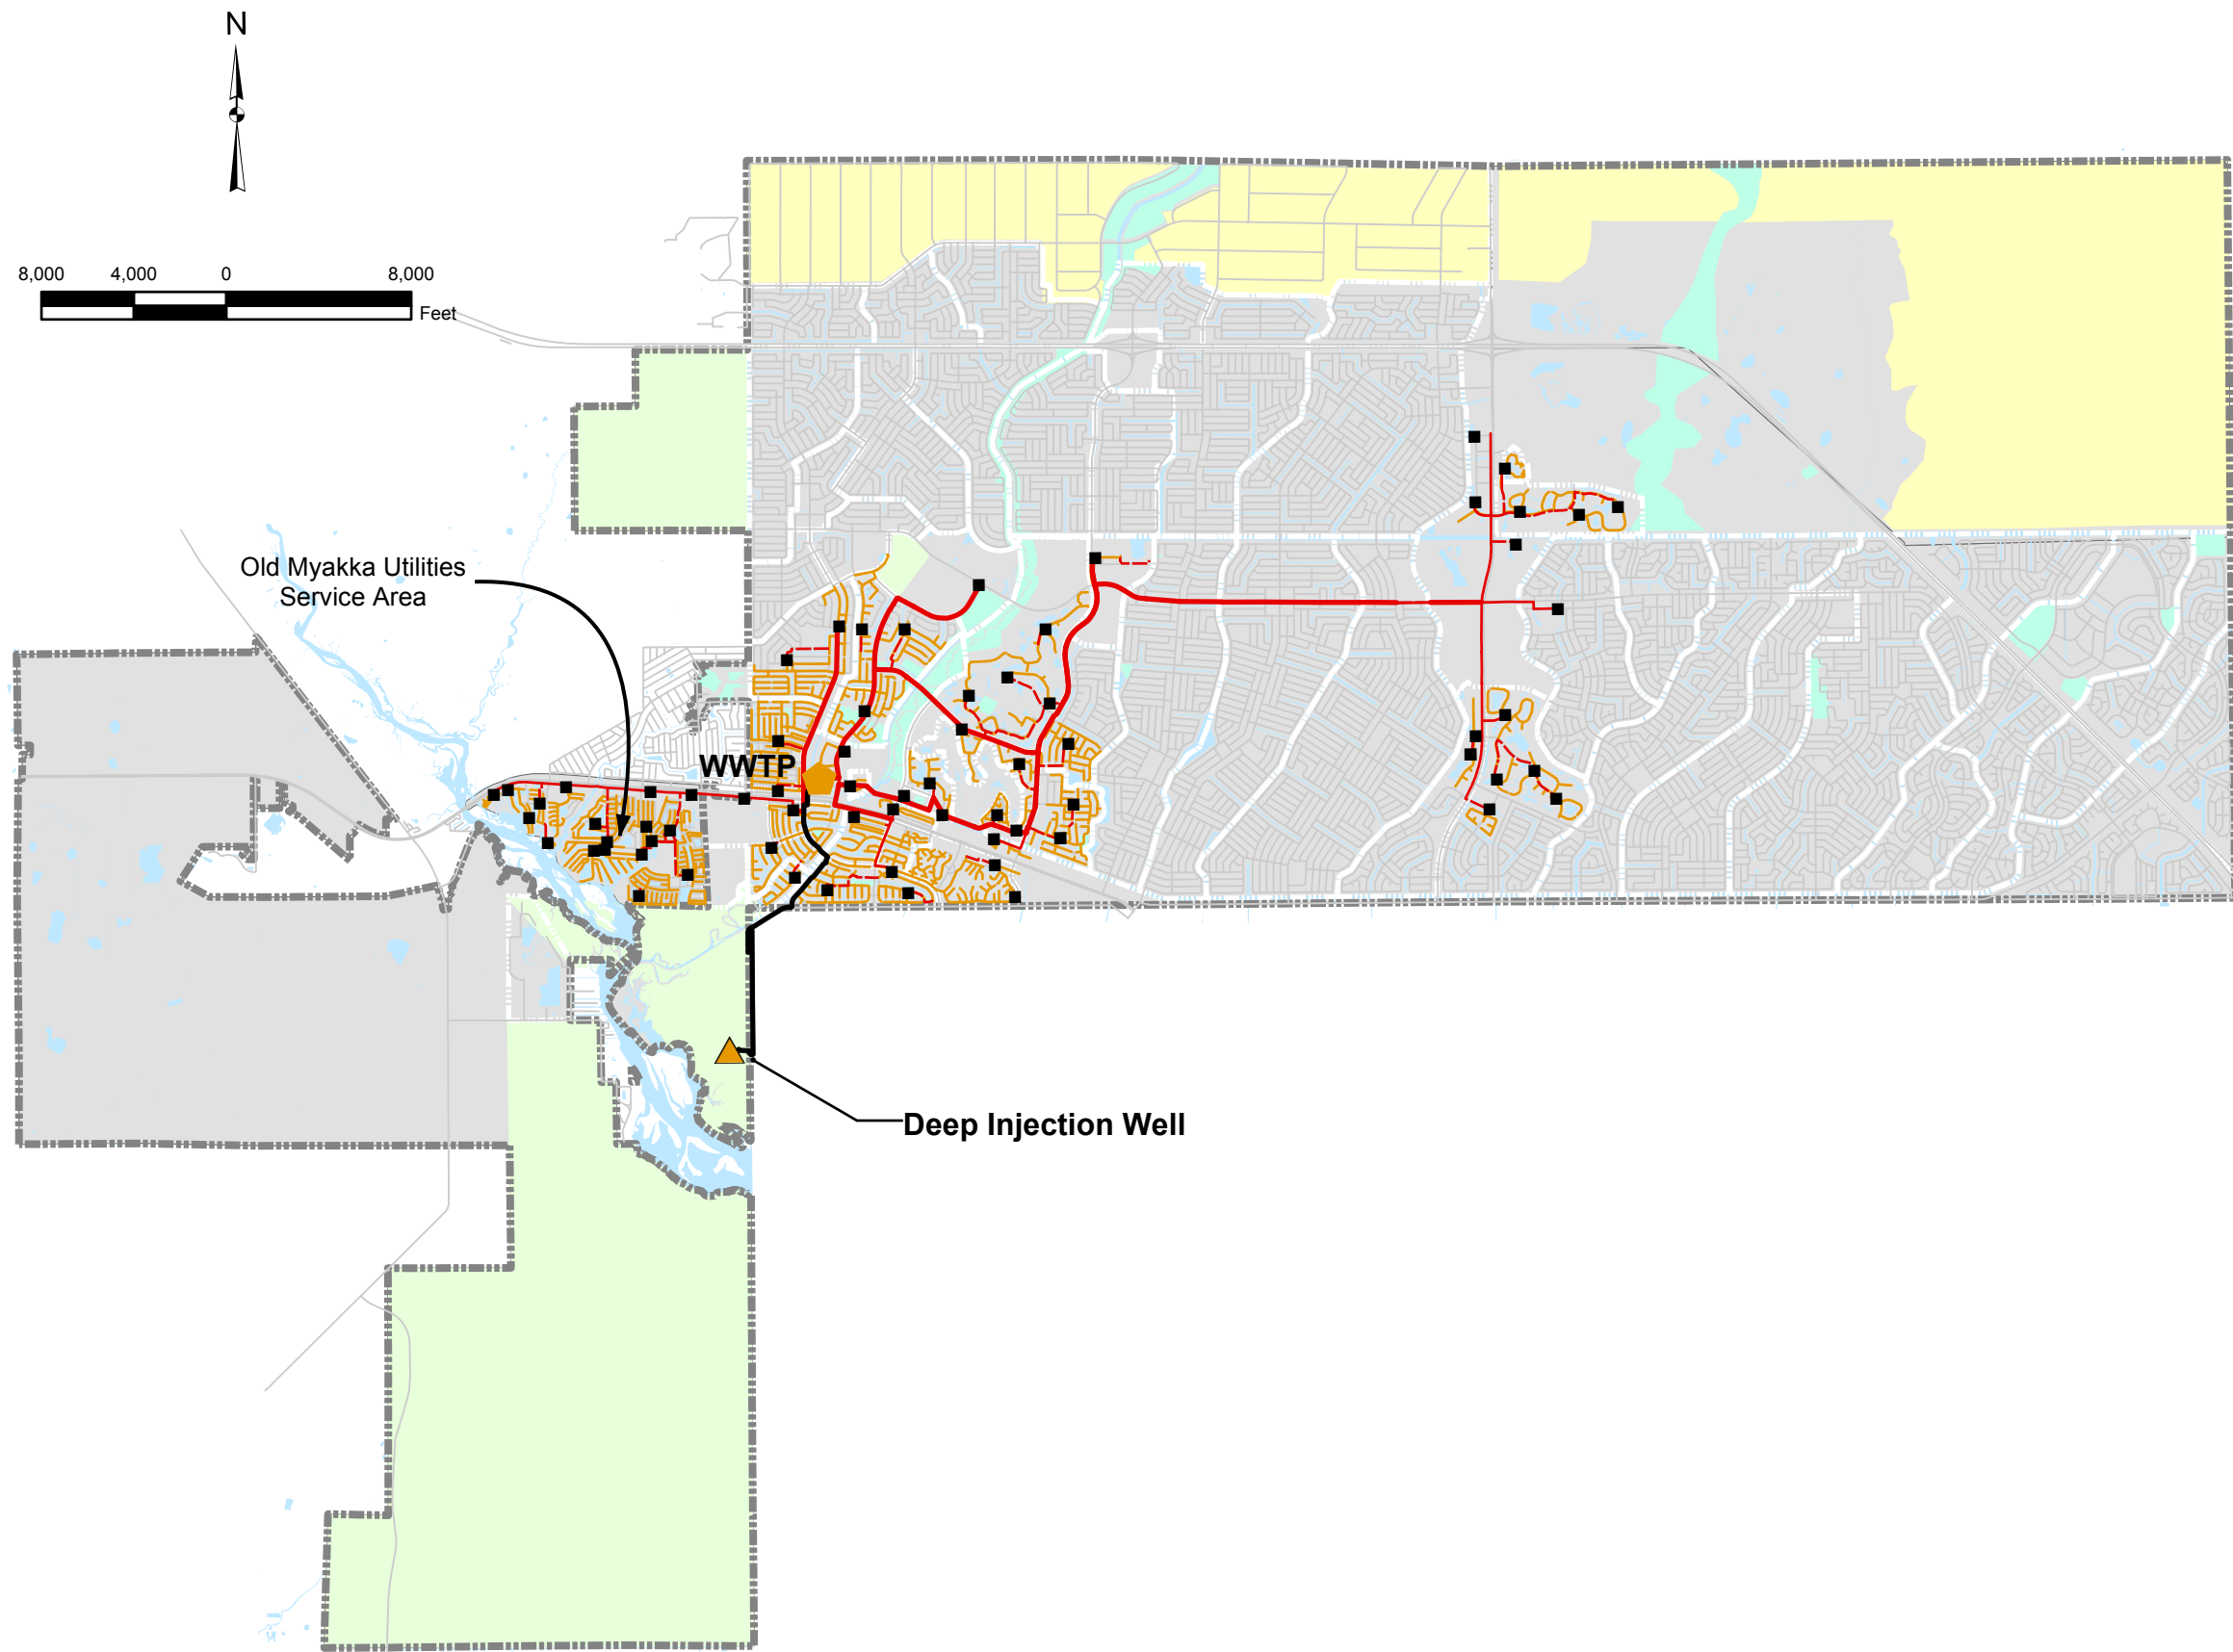 N
8,000 4,000 0 8,000
Feet
Old Myakka Utilities
Service Area
WWTP
Deep Injection Well